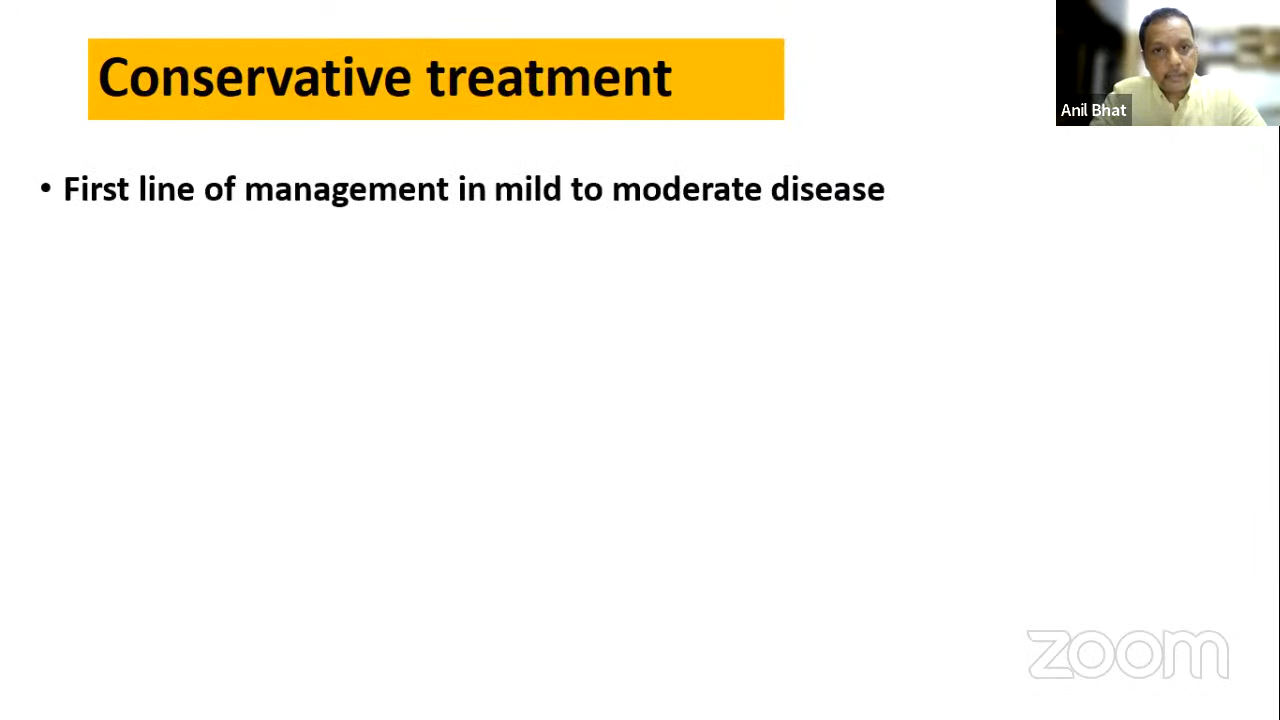 Conservative treatment
Anil Bhat
• First line of management in mild to moderate disease
zoom